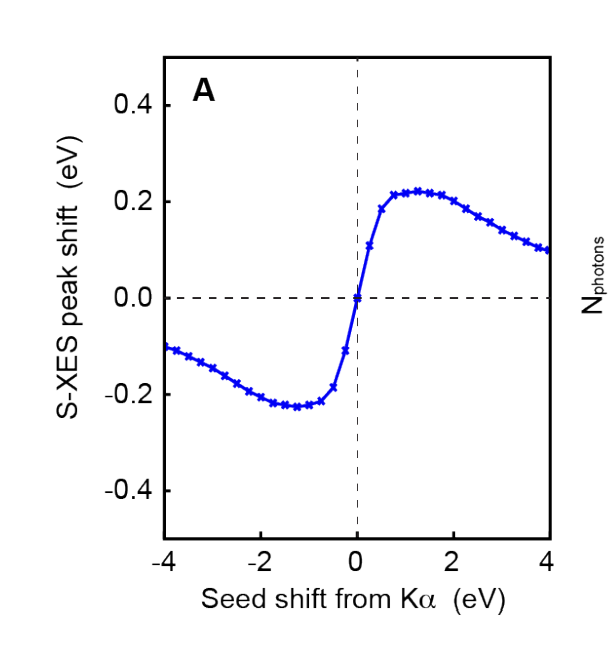 A
0.4
0.2
0.0
-0.2
-0.4
S-XES peak shift (eV)
-4 -2 0 2 4
Seed shift from Kα (eV)
Nphotons